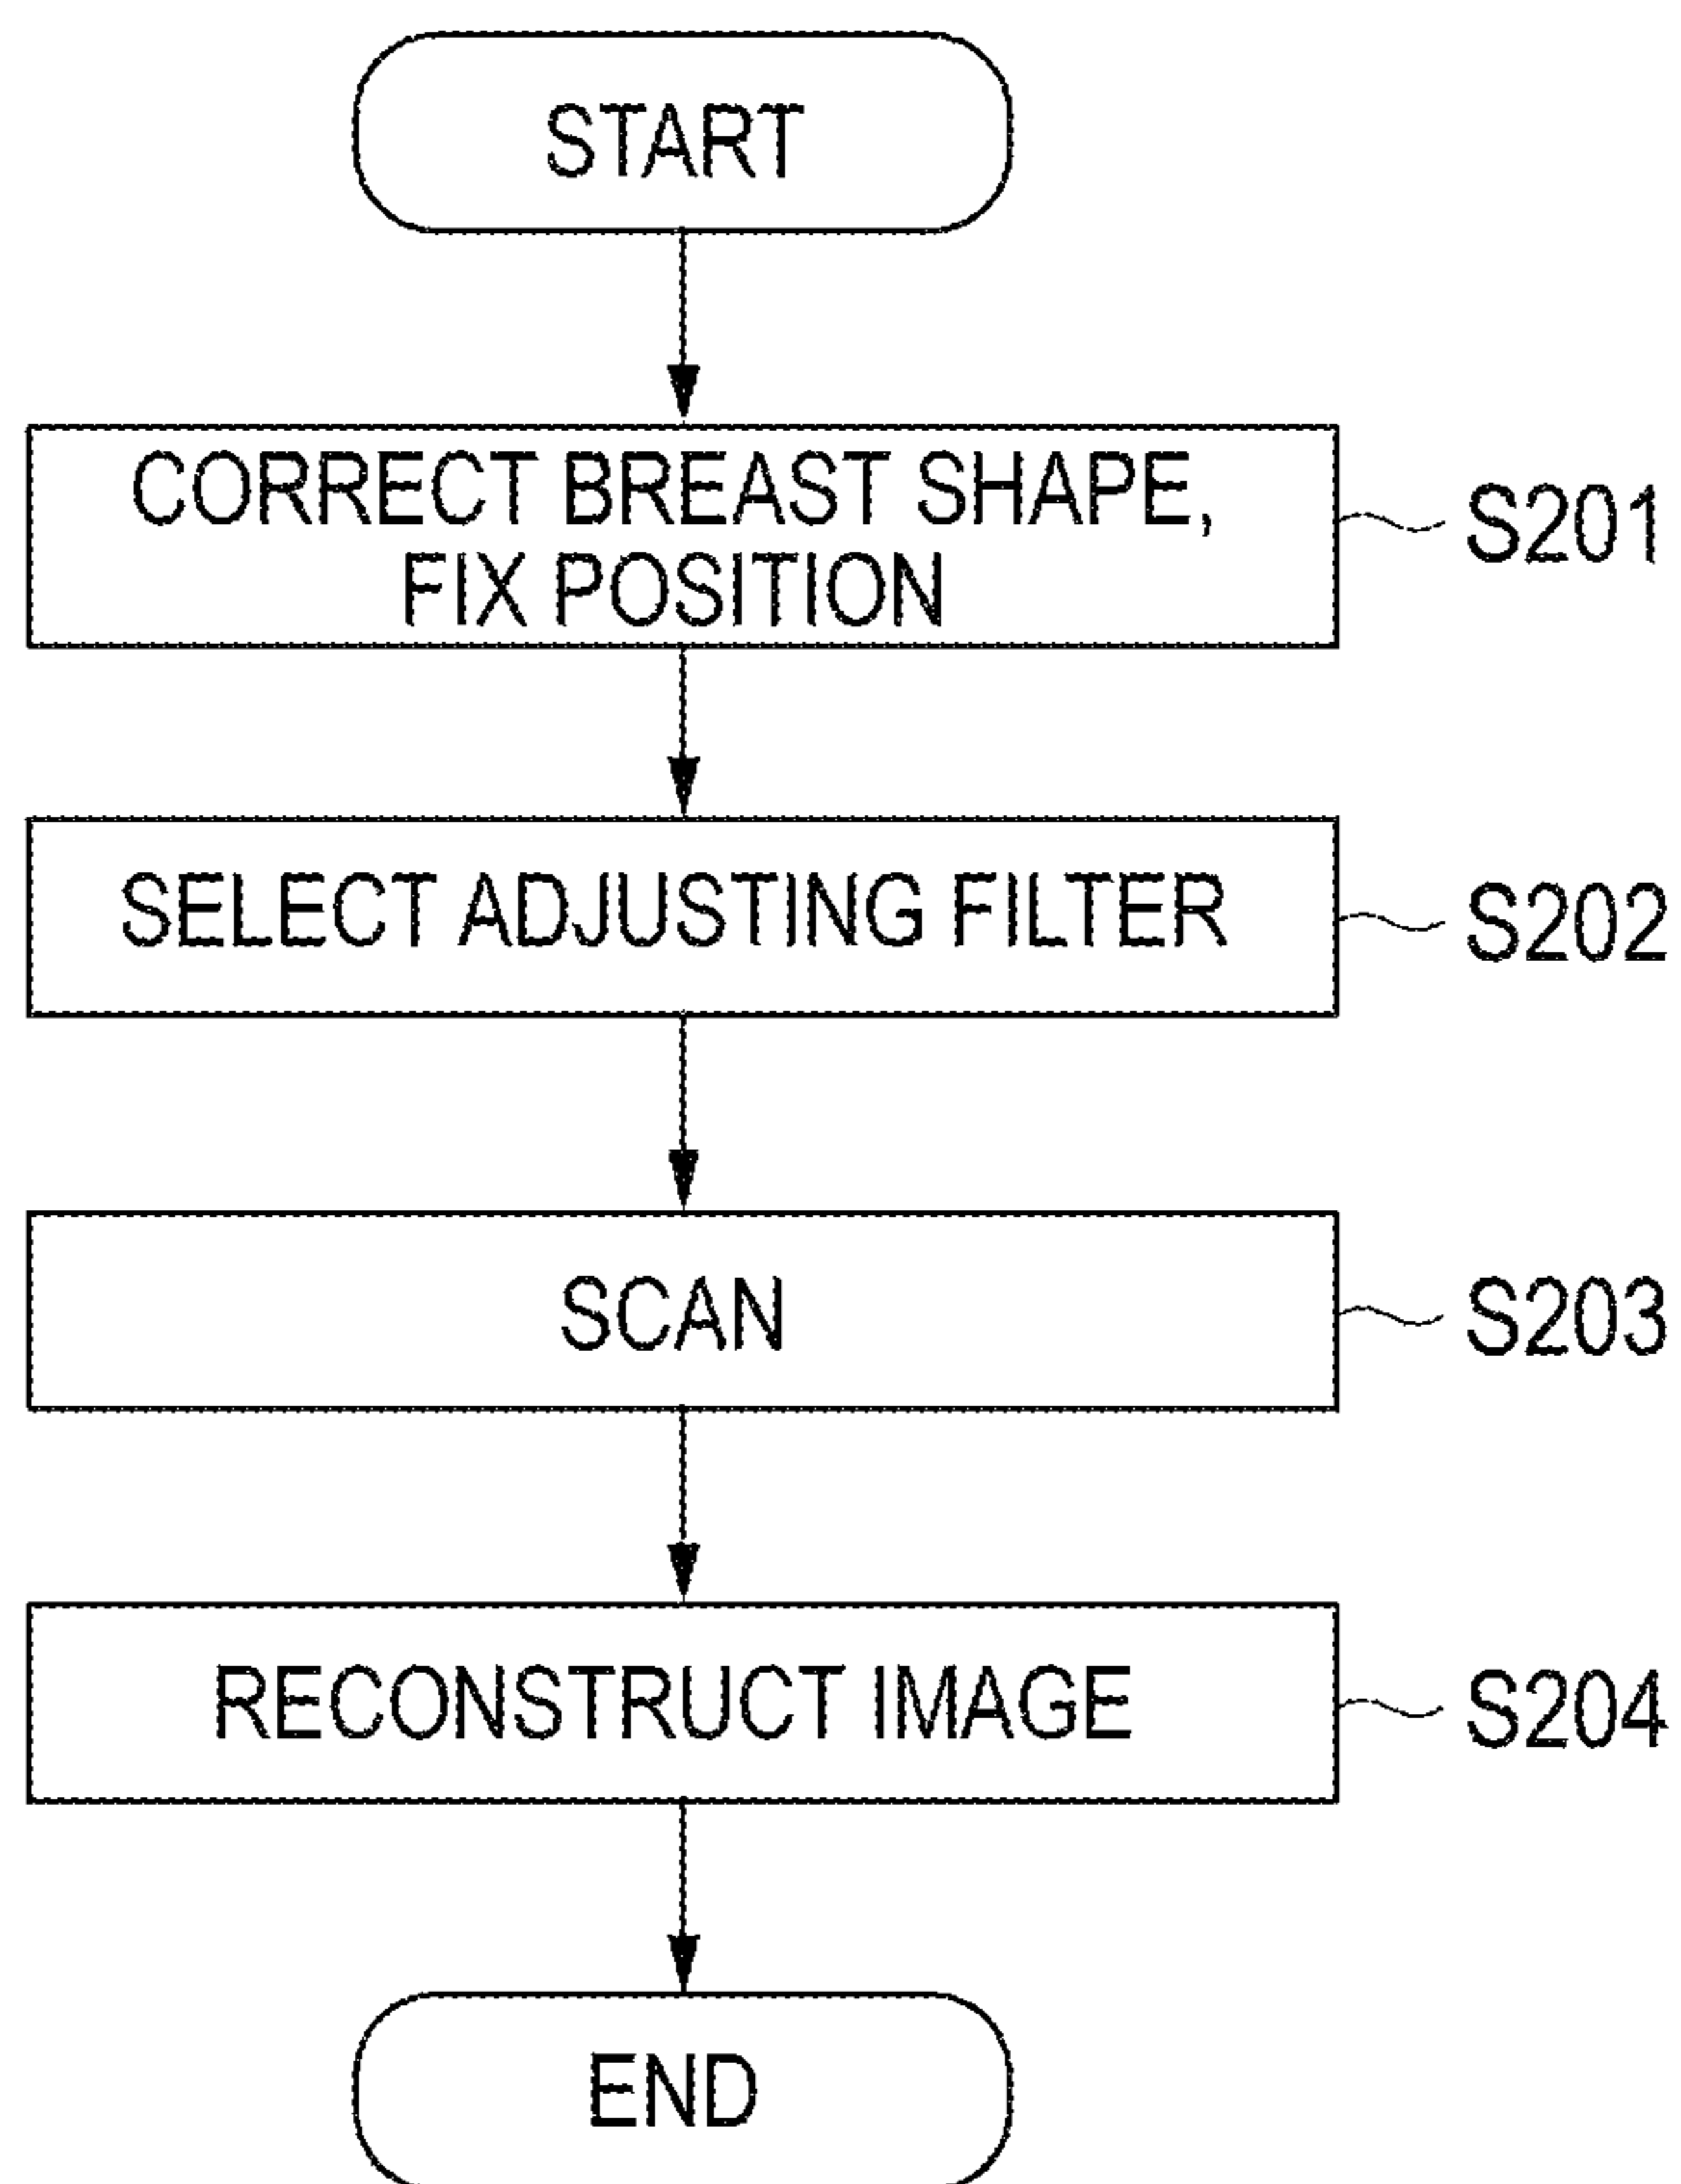 START
CORRECT BREAST SHAPE,
FIX POSITION
S201
SELECT ADJUSTING FILTER
S202
SCAN
S203
RECONSTRUCT IMAGE
S204
END